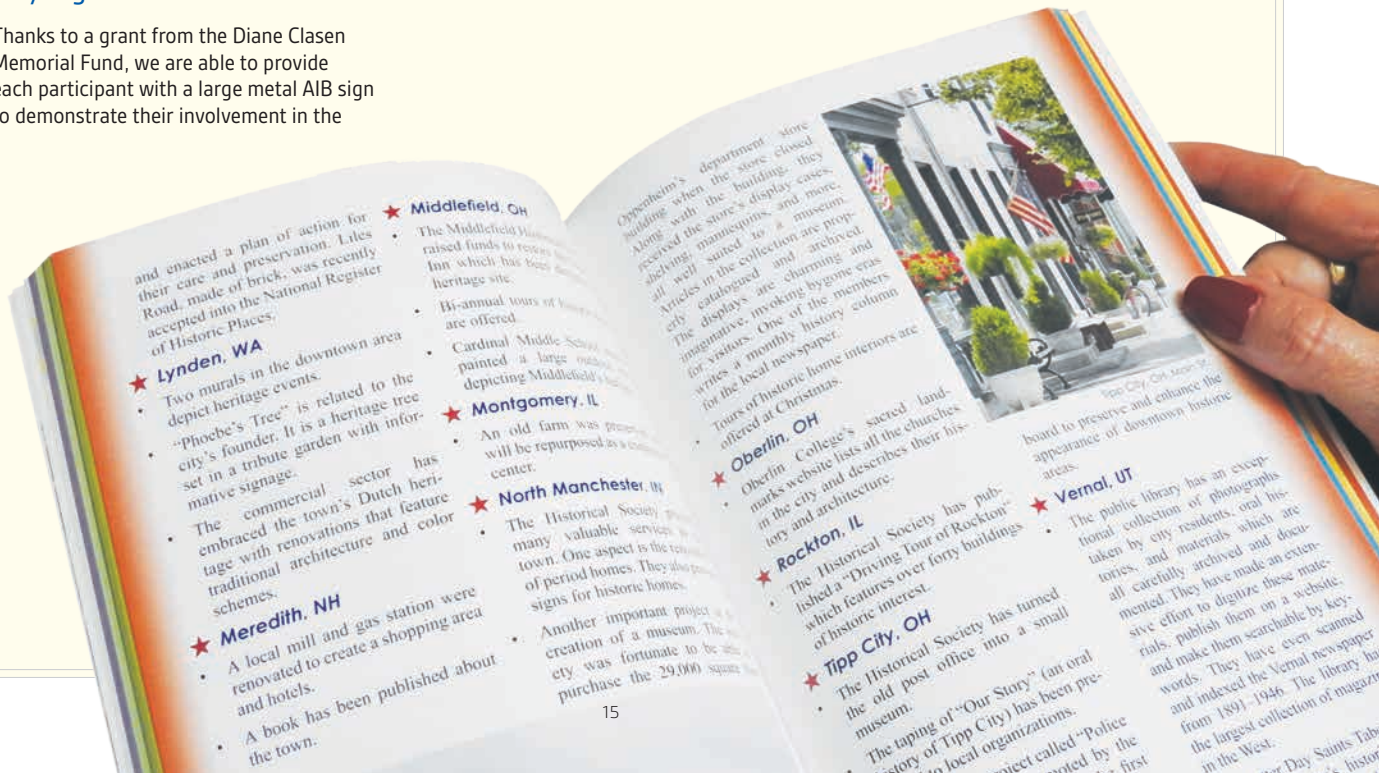 Thanks to a grant from the Diane Clasen
Memorial Fund, we are able to provide
each participant with a large metal AIB sign
to demonstrate their involvement in the
and enacted a plan of action for
their care and preservation. Liles
Road, made of brick, was recently
accepted into the National Register
of Historic Places.
★ Lynden, WA
• Two murals in the downtown area
depict heritage events.
• "Phoebe's Tree" is related to the
city's founder. It is a heritage tree
set in a tribute garden with infor-
mative signage.
• The commercial sector has
embraced the town's Dutch heri-
tage with renovations that feature
traditional architecture and color
schemes.
★ Meredith, NH
• A local mill and gas station were
renovated to create a shopping area
and hotels.
• A book has been published about
the town.
★ Middlefield, OH
• The Middlefield
raised funds to
Inn which has been
heritage site.
• Bi-annual tours of
are offered.
• Cardinal Middle School
painted a large
depicting Middlefield's
★ Montgomery, IL
• An old farm was
will be repurposed as a
center.
★ North Manchester, IN
• The Historical Society
many valuable services
town. One aspect is the
of period homes. They also
signs for historic homes.
• Another important project
creation of a museum. The
ety was fortunate to be
purchase the 29,000 square
Oppenheim's department store
building when the store closed
Along with the building, they
received the store's display cases,
shelving, mannequins, and more,
all well suited to a museum.
Articles in the collection are prop-
erly catalogued and archived.
The displays are charming and
imaginative, invoking bygone eras
for visitors. One of the members
writes a monthly history column
for the local newspaper.
• Tours of historic home interiors are
offered at Christmas.
★ Oberlin, OH
• Oberlin College's sacred land-
marks website lists all the churches
in the city and describes their his-
tory and architecture.
★ Rockton, IL
• The Historical Society has pub-
lished a "Driving Tour of Rockton"
which features over forty buildings
of historic interest.
★ Tipp City, OH
• The Historical Society has turned
the old post office into a small
museum.
• The taping of "Our Story" (an oral
history of Tipp City) has been pre-
to local organizations.
called "Police
by the
first
Tipp City, OH,
board to preserve and enhance the
appearance of downtown historic
areas.
★ Vernal, UT
• The public library has an excep-
tional collection of photographs
taken by city residents, oral his-
tories, and materials which are
all carefully archived and docu-
mented. They have made an exten-
sive effort to digitize these mate-
rials, publish them on a website,
and make them searchable by key-
words. They have even scanned
and indexed the Vernal newspaper
from 1891–1946. The library has
the largest collection of
in the West.
Day Saints
15